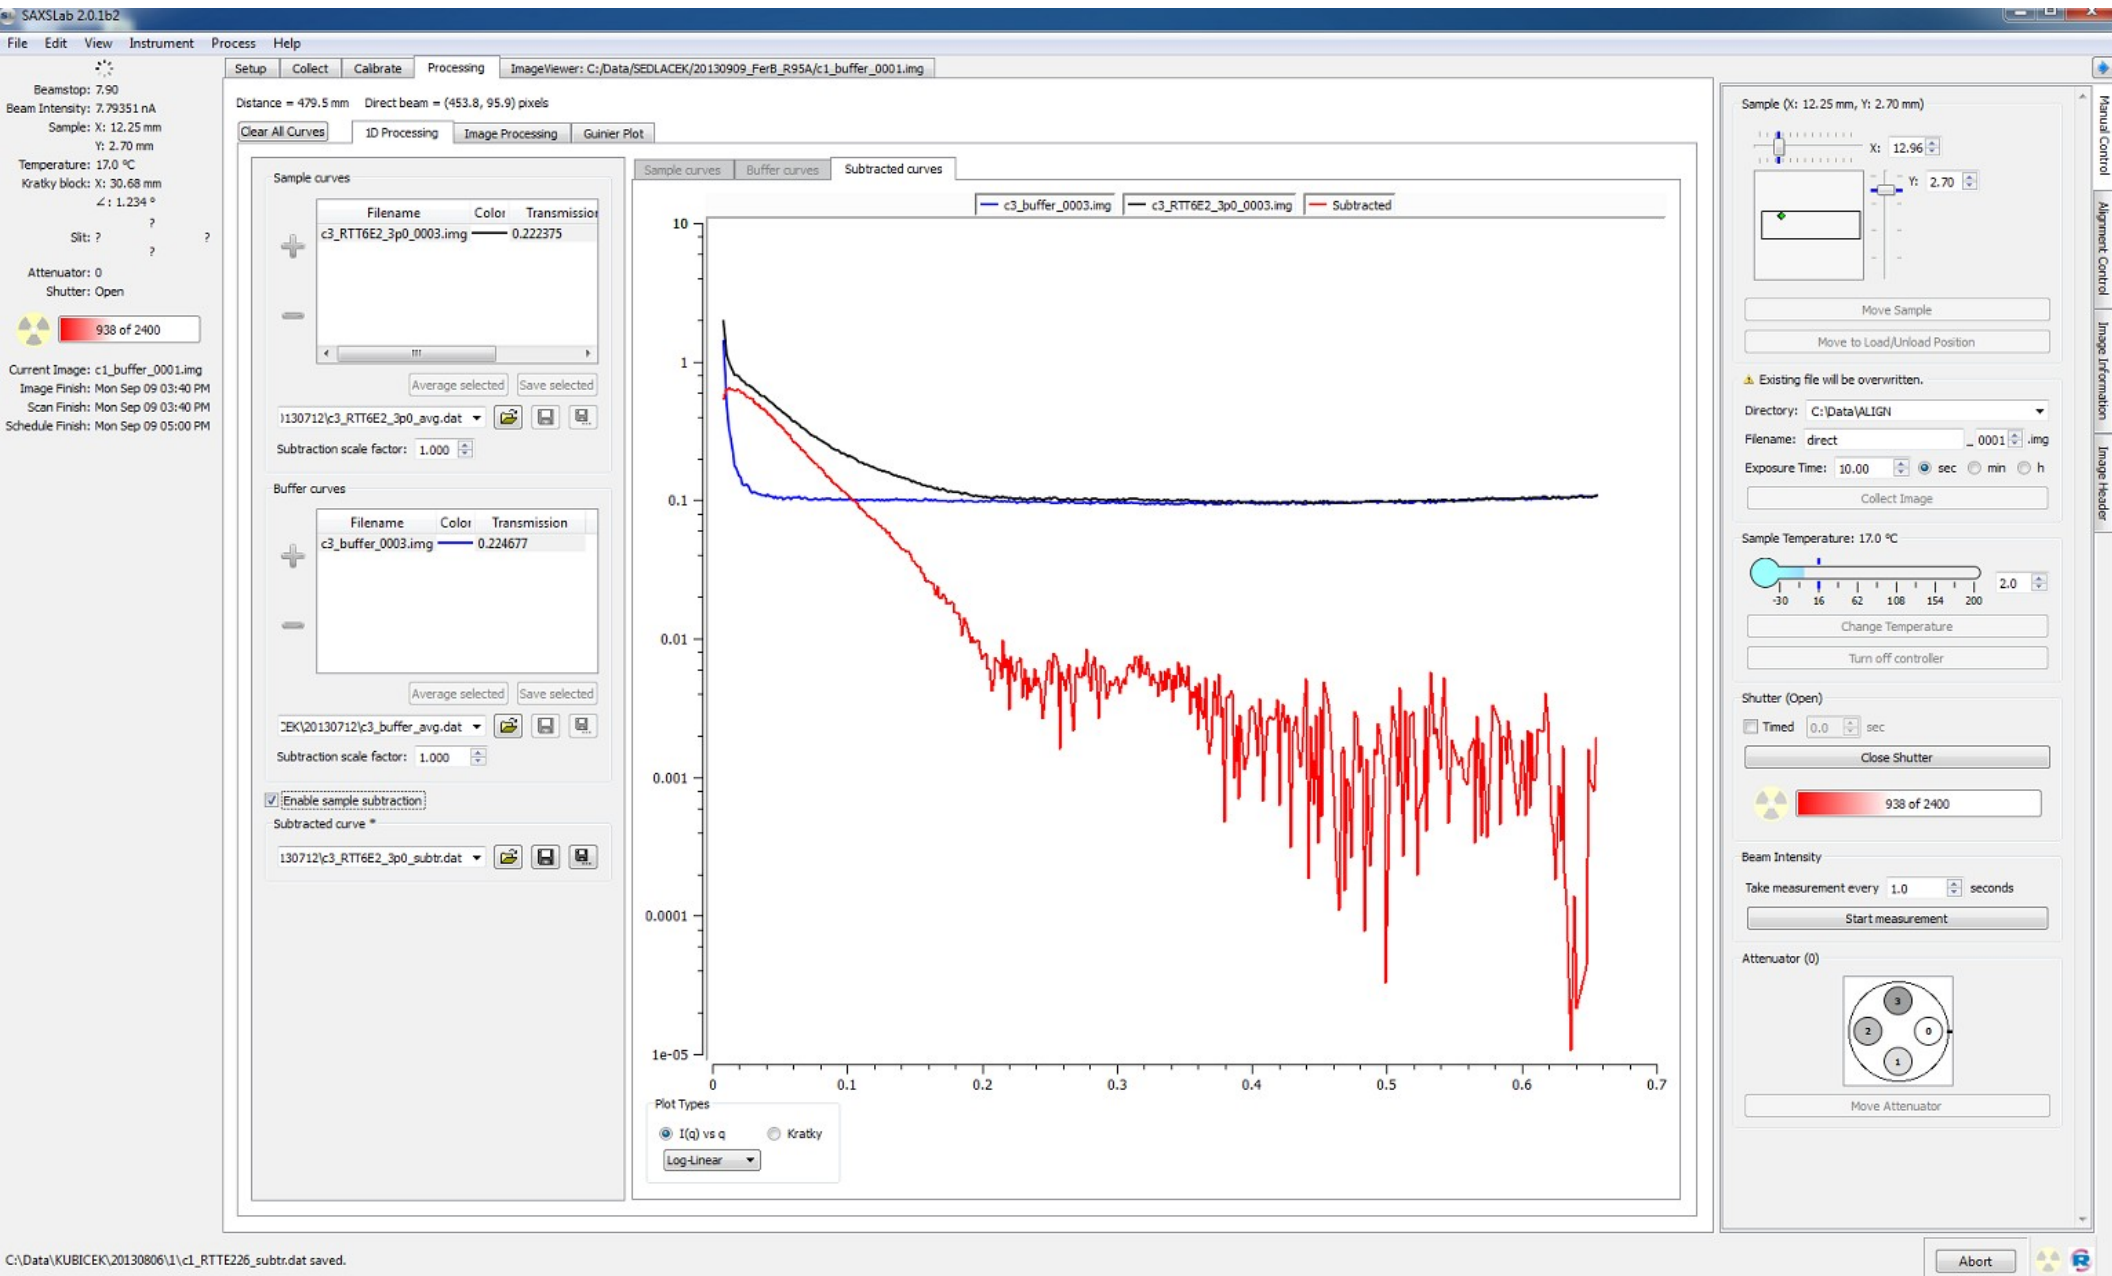 SAXSLab 2.0.1b2
File Edit View Instrument Process Help
Beamstop: 7.90
Beam Intensity: 7.79351 nA
Sample: X: 12.25 mm
Y: 2.70 mm
Temperature: 17.0 °C
Kratky block: X: 30.68 mm
∠: 1.234 °
?
Slit: ? ?
?
Attenuator: 0
Shutter: Open
938 of 2400
Current Image: c1_buffer_0001.img
Image Finish: Mon Sep 09 03:40 PM
Scan Finish: Mon Sep 09 03:40 PM
Schedule Finish: Mon Sep 09 05:00 PM
Setup Collect Calibrate Processing ImageViewer: C:/Data/SEDLACEK/20130909_FerB_R95A/c1_buffer_0001.img
Distance = 479.5 mm Direct beam = (453.8, 95.9) pixels
Clear All Curves 1D Processing Image Processing Guinier Plot
Sample curves
Filename Color Transmission
c3_RTT6E2_3p0_0003.img 0.222375
Average selected Save selected
)130712\c3_RTT6E2_3p0_avg.dat
Subtraction scale factor: 1.000
Buffer curves
Filename Color Transmission
c3_buffer_0003.img 0.224677
Average selected Save selected
CEK\20130712\c3_buffer_avg.dat
Subtraction scale factor: 1.000
Enable sample subtraction
Subtracted curve *
130712\c3_RTT6E2_3p0_subtr.dat
Sample curves Buffer curves Subtracted curves
c3_buffer_0003.img c3_RTT6E2_3p0_0003.img Subtracted
10
1
0.1
0.01
0.001
0.0001
1e-05
0 0.1 0.2 0.3 0.4 0.5 0.6 0.7
Plot Types
I(q) vs q Kratky
Log-Linear
Sample (X: 12.25 mm, Y: 2.70 mm)
X: 12.96
Y: 2.70
Move Sample
Move to Load/Unload Position
Existing file will be overwritten.
Directory: C:\Data\ALIGN
Filename: direct _ 0001 .img
Exposure Time: 10.00 sec min h
Collect Image
Sample Temperature: 17.0 °C
2.0
-30 16 62 108 154 200
Change Temperature
Turn off controller
Shutter (Open)
Timed 0.0 sec
Close Shutter
938 of 2400
Beam Intensity
Take measurement every 1.0 seconds
Start measurement
Attenuator (0)
3
2 0
1
Move Attenuator
Manual Control
Alignment Control
Image Information
Image Header
C:\Data\KUBICEK\20130806\1\c1_RTTE226_subtr.dat saved.
Abort